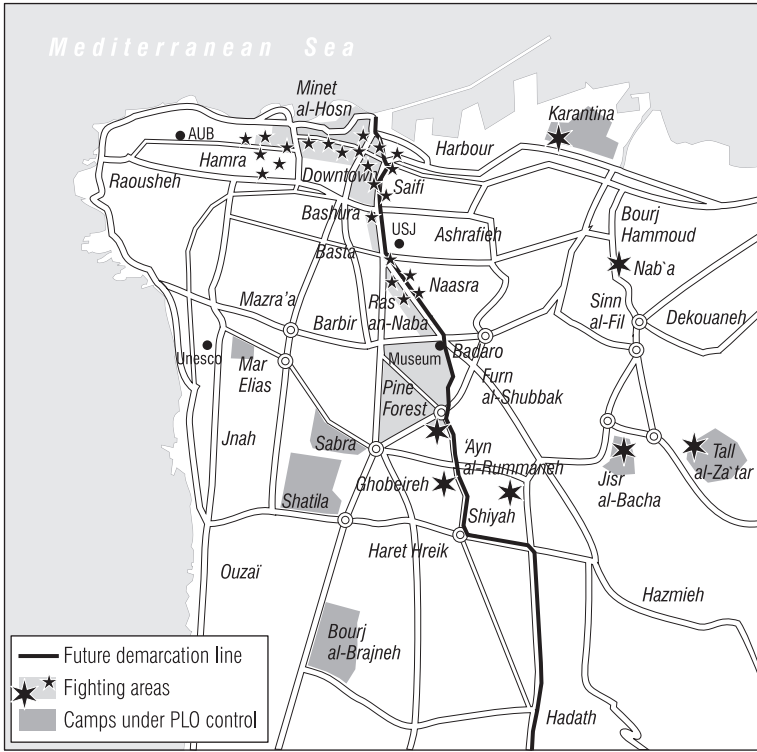 Mediterranean Sea
Minet
al-Hosn
Karantina
AUB
Hamra
Harbour
Downtown
Raousheh
Saifi
Bashura
USJ
Ashrafieh
Bourj
Hammoud
Basta
Nab`a
Naasra
Mazra'a
Ras
an-Naba
Sinn
al-Fil
Dekouaneh
Barbir
Unesco
Museum
Badaro
Mar
Elias
Pine
Forest
Furn
al-Shubbak
Jnah
Sabra
'Ayn
al-Rummaneh
Tall
al-Za`tar
Ghobeireh
Jisr
al-Bacha
Shatila
Shiyah
Haret Hreik
Ouzaï
Hazmieh
Bourj
al-Brajneh
Hadath
Future demarcation line
Fighting areas
Camps under PLO control